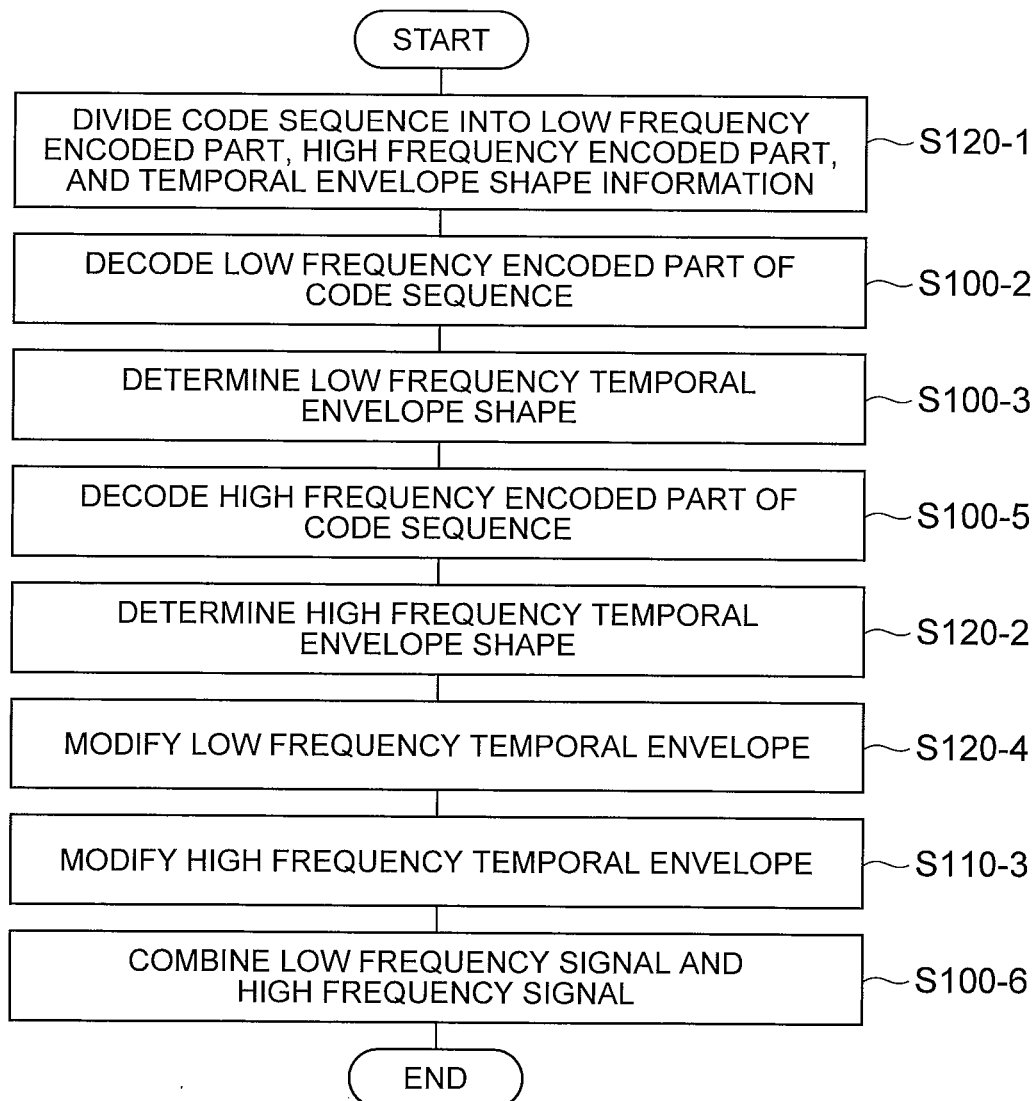 START
DIVIDE CODE SEQUENCE INTO LOW FREQUENCY
ENCODED PART, HIGH FREQUENCY ENCODED PART,
AND TEMPORAL ENVELOPE SHAPE INFORMATION
S120-1
DECODE LOW FREQUENCY ENCODED PART OF
CODE SEQUENCE
S100-2
DETERMINE LOW FREQUENCY TEMPORAL
ENVELOPE SHAPE
S100-3
DECODE HIGH FREQUENCY ENCODED PART OF
CODE SEQUENCE
S100-5
DETERMINE HIGH FREQUENCY TEMPORAL
ENVELOPE SHAPE
S120-2
MODIFY LOW FREQUENCY TEMPORAL ENVELOPE
S120-4
MODIFY HIGH FREQUENCY TEMPORAL ENVELOPE
S110-3
COMBINE LOW FREQUENCY SIGNAL AND
HIGH FREQUENCY SIGNAL
S100-6
END